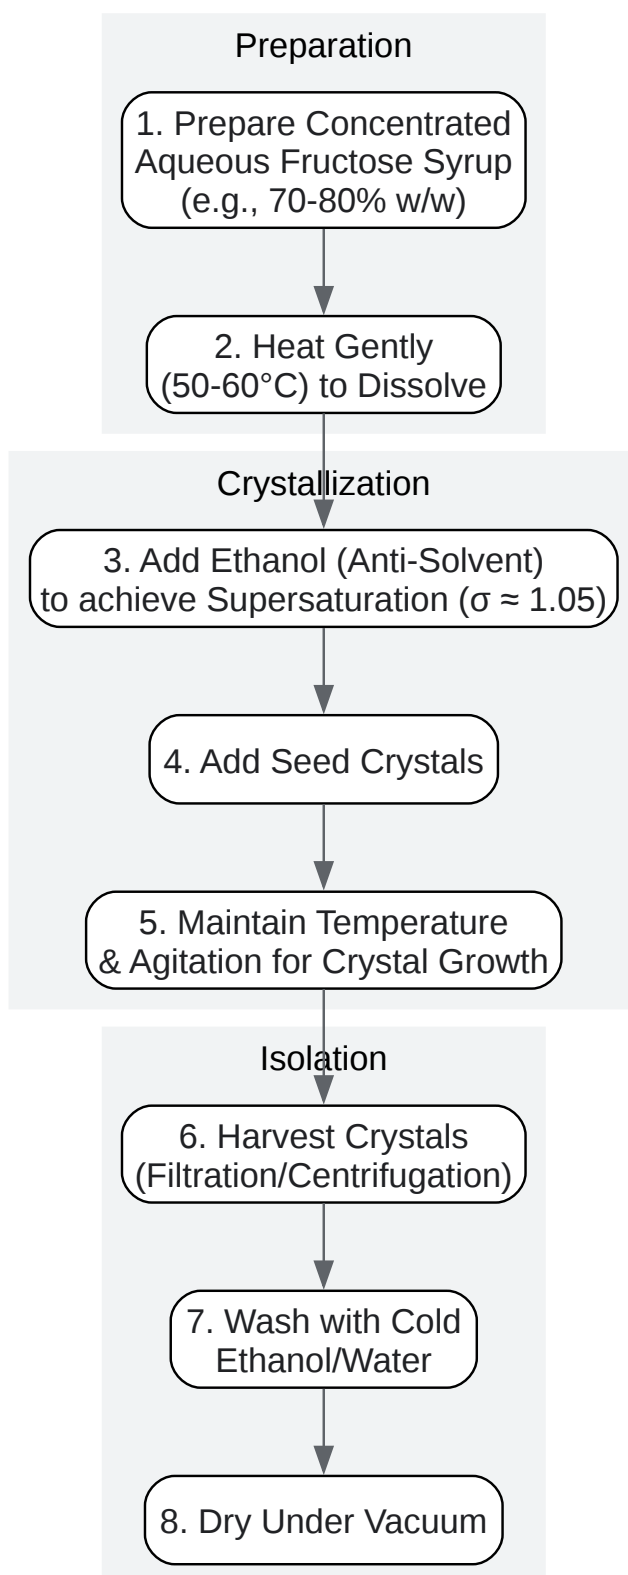 Preparation
1. Prepare Concentrated
Aqueous Fructose Syrup
(e.g., 70-80% w/w)
2. Heat Gently
(50-60°C) to Dissolve
Crystallization
3. Add Ethanol (Anti-Solvent)
to achieve Supersaturation (σ ≈ 1.05)
4. Add Seed Crystals
5. Maintain Temperature
& Agitation for Crystal Growth
Isolation
6. Harvest Crystals
(Filtration/Centrifugation)
7. Wash with Cold
Ethanol/Water
8. Dry Under Vacuum